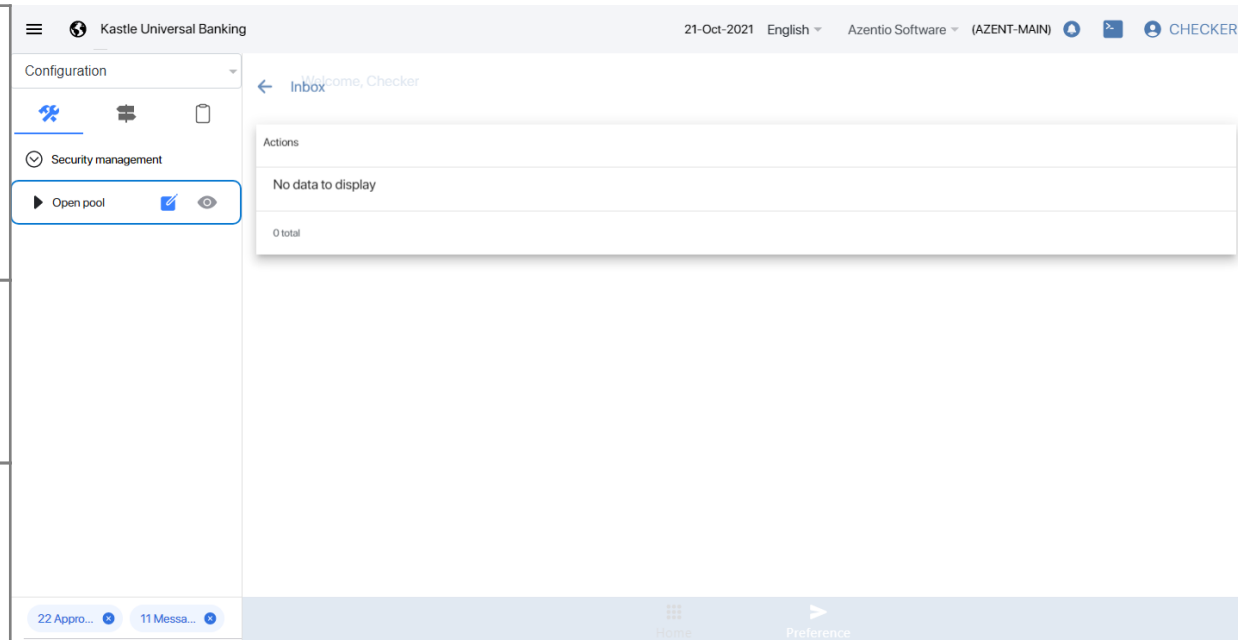 Kastle Universal Banking
21-Oct-2021 English Azentio Software (AZENT-MAIN) CHECKER
Configuration
Welcome, Checker
Inbox
Security management
Open pool
Actions
No data to display
0 total
22 Appro... 11 Messa...
Home Preference